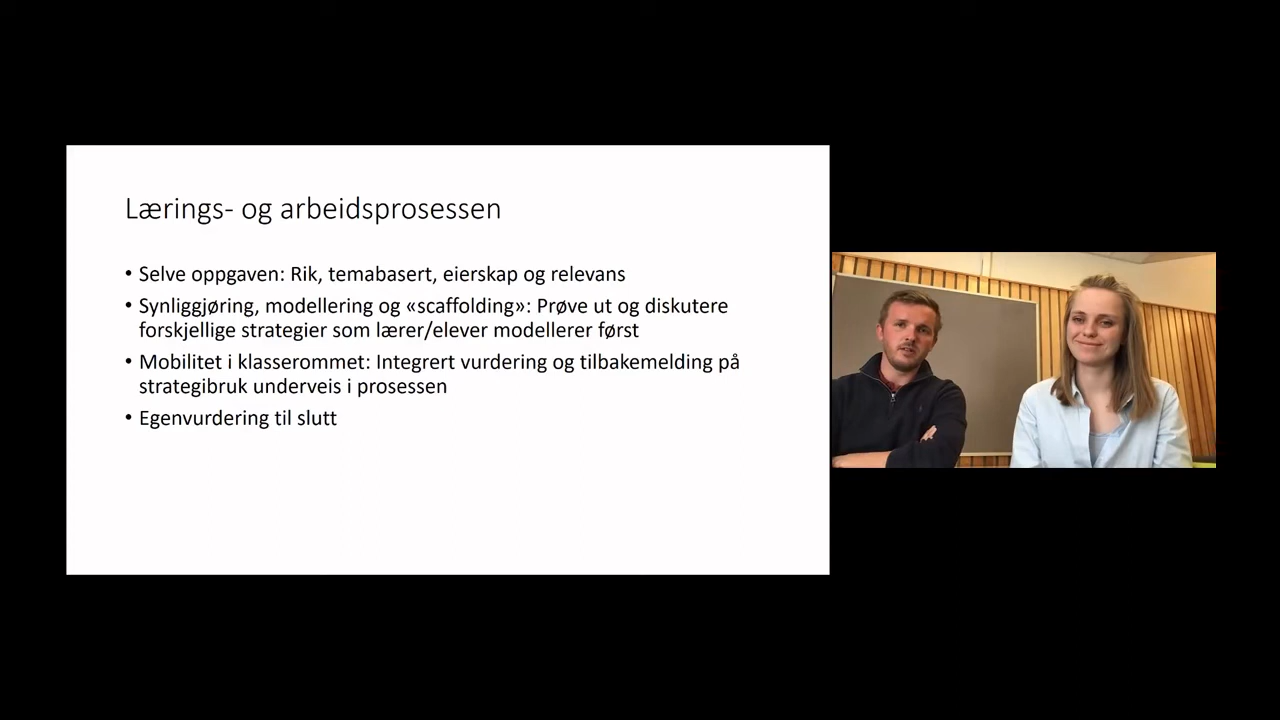 Lærings- og arbeidsprosessen
• Selve oppgaven: Rik, temabasert, eierskap og relevans
• Synliggjøring, modellering og «scaffolding»: Prøve ut og diskutere
forskjellige strategier som lærer/elever modellerer først
• Mobilitet i klasserommet: Integrert vurdering og tilbakemelding på
strategibruk underveis i prosessen
• Egenvurdering til slutt